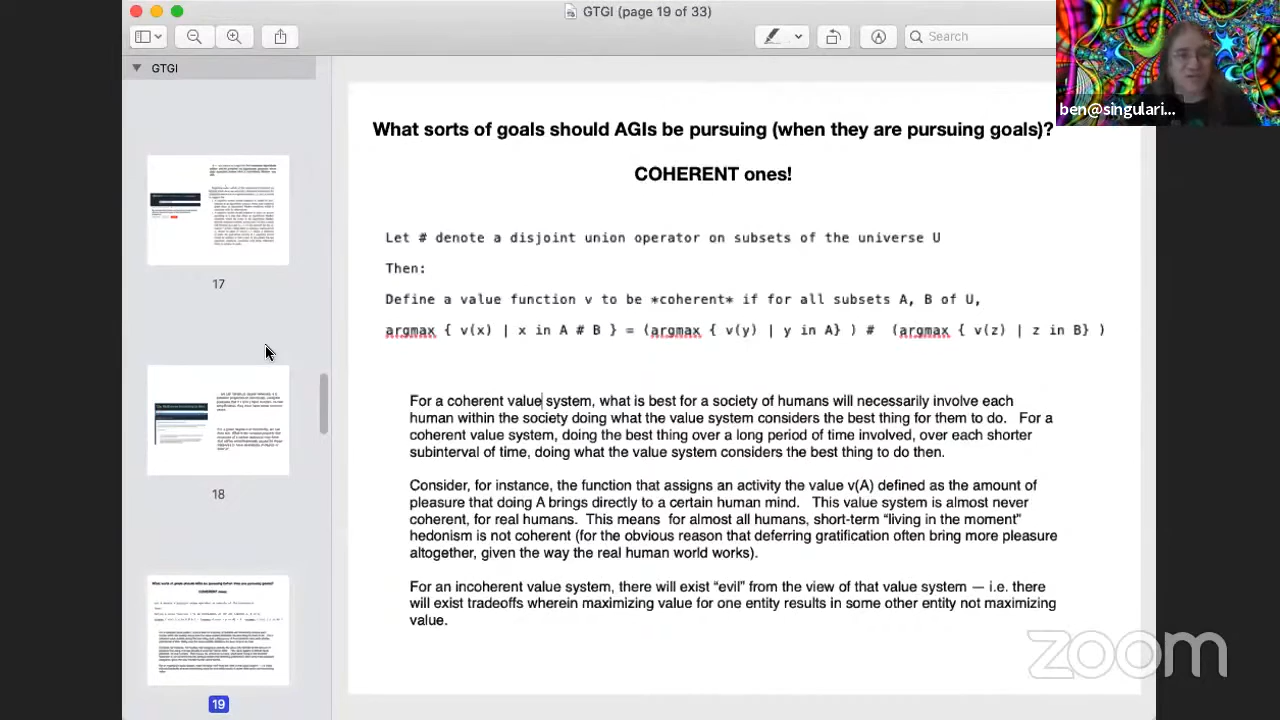 GTGI (page 19 of 33)
Search
ben@singulari...
GTGI
17
18
19
What sorts of goals should AGIs be pursuing (when they are pursuing goals)?
COHERENT ones!
Let # denote a disjoint union operator on subsets of the universe U
Then:
Define a value function v to be *coherent* if for all subsets A, B of U,
argmax { v(x) | x in A # B } = (argmax { v(y) | y in A} ) # (argmax { v(z) | z in B} )
For a coherent value system, what is best for a society of humans will necessarily involve each
human within the society doing what the value system considers the best thing for them to do. For a
coherent value system, doing the best thing over a long period of time involved, over each shorter
subinterval of time, doing what the value system considers the best thing to do then.
Consider, for instance, the function that assigns an activity the value v(A) defined as the amount of
pleasure that doing A brings directly to a certain human mind. This value system is almost never
coherent, for real humans. This means for almost all humans, short-term “living in the moment”
hedonism is not coherent (for the obvious reason that deferring gratification often bring more pleasure
altogether, given the way the real human world works).
For an incoherent value system, there will exist “evil” from the view of that value system — i.e. there
will exist tradeoffs wherein maximizing value for one entity results in some other entity not maximizing
value.
zoom